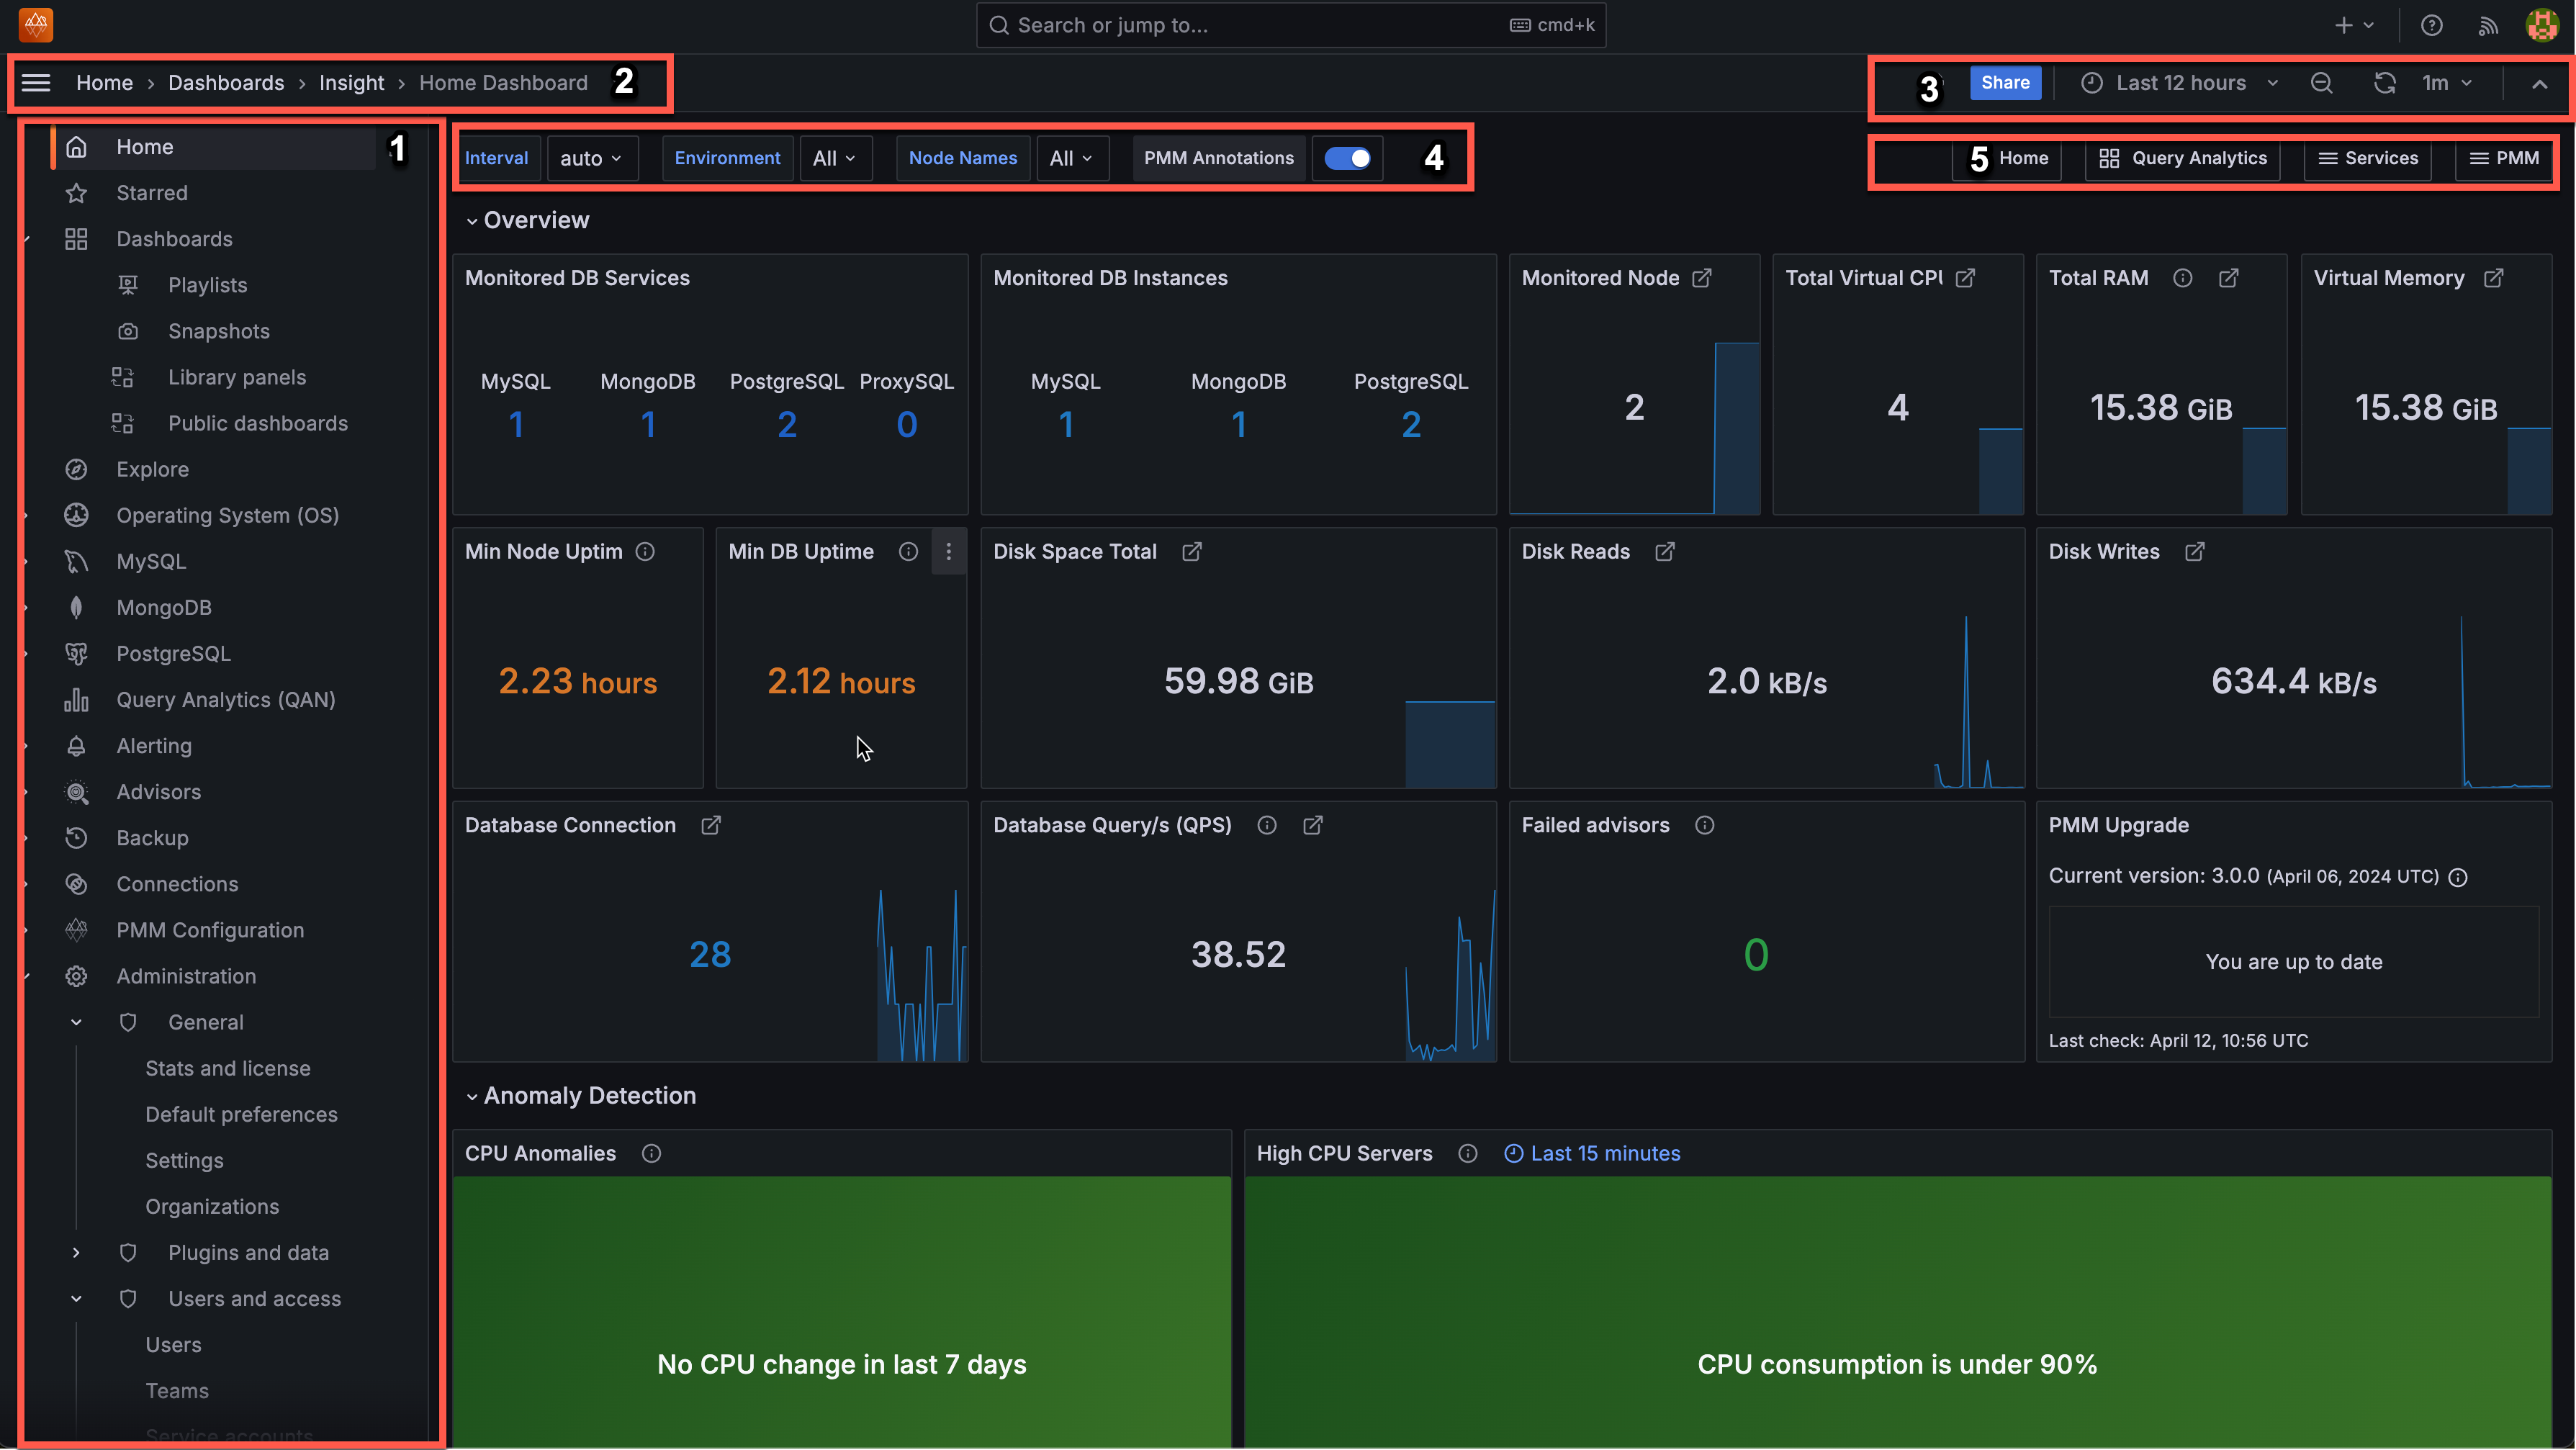 Search or jump to... cmd+k
Home › Dashboards › Insight › Home Dashboard 2
3 Share Last 12 hours 1m
Home 1
Starred
Dashboards
Playlists
Snapshots
Library panels
Public dashboards
Explore
Operating System (OS)
MySQL
MongoDB
PostgreSQL
Query Analytics (QAN)
Alerting
Advisors
Backup
Connections
PMM Configuration
Administration
General
Stats and license
Default preferences
Settings
Organizations
Plugins and data
Users and access
Users
Teams
Service accounts
Interval auto Environment All Node Names All PMM Annotations 4
5 Home Query Analytics Services PMM
Overview
Monitored DB Services
MySQL MongoDB PostgreSQL ProxySQL
1 1 2 0
Monitored DB Instances
MySQL MongoDB PostgreSQL
1 1 2
Monitored Node
2
Total Virtual CPU
4
Total RAM
15.38 GiB
Virtual Memory
15.38 GiB
Min Node Uptim
2.23 hours
Min DB Uptime
2.12 hours
Disk Space Total
59.98 GiB
Disk Reads
2.0 kB/s
Disk Writes
634.4 kB/s
Database Connection
28
Database Query/s (QPS)
38.52
Failed advisors
0
PMM Upgrade
Current version: 3.0.0 (April 06, 2024 UTC)
You are up to date
Last check: April 12, 10:56 UTC
Anomaly Detection
CPU Anomalies
No CPU change in last 7 days
High CPU Servers Last 15 minutes
CPU consumption is under 90%